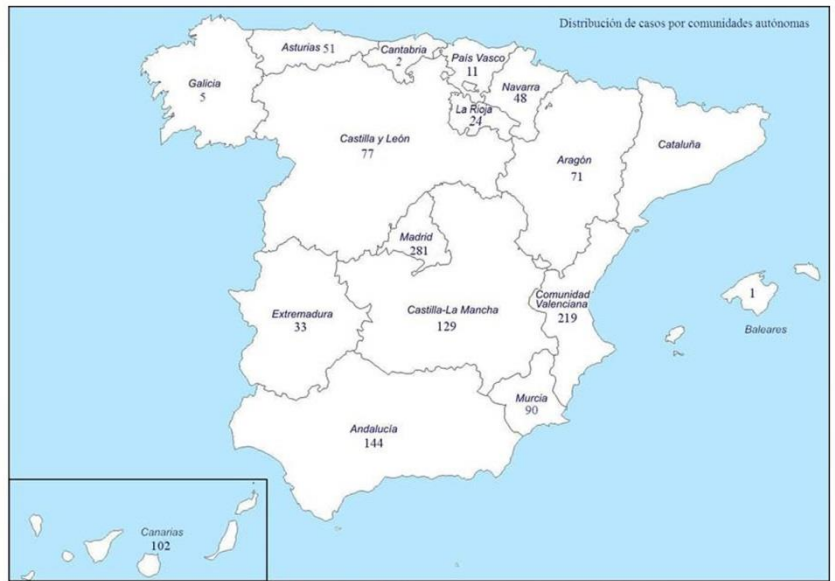 Distribución de casos por comunidades autónomas
Asturias 51
Cantabria
2
País Vasco
11
Galicia
5
Navarra
48
La Rioja
24
Castilla y León
77
Aragón
71
Cataluña
Madrid
281
Extremadura
33
Castilla-La Mancha
129
Comunidad
Valenciana
219
1
Baleares
Murcia
90
Andalucía
144
Canarias
102